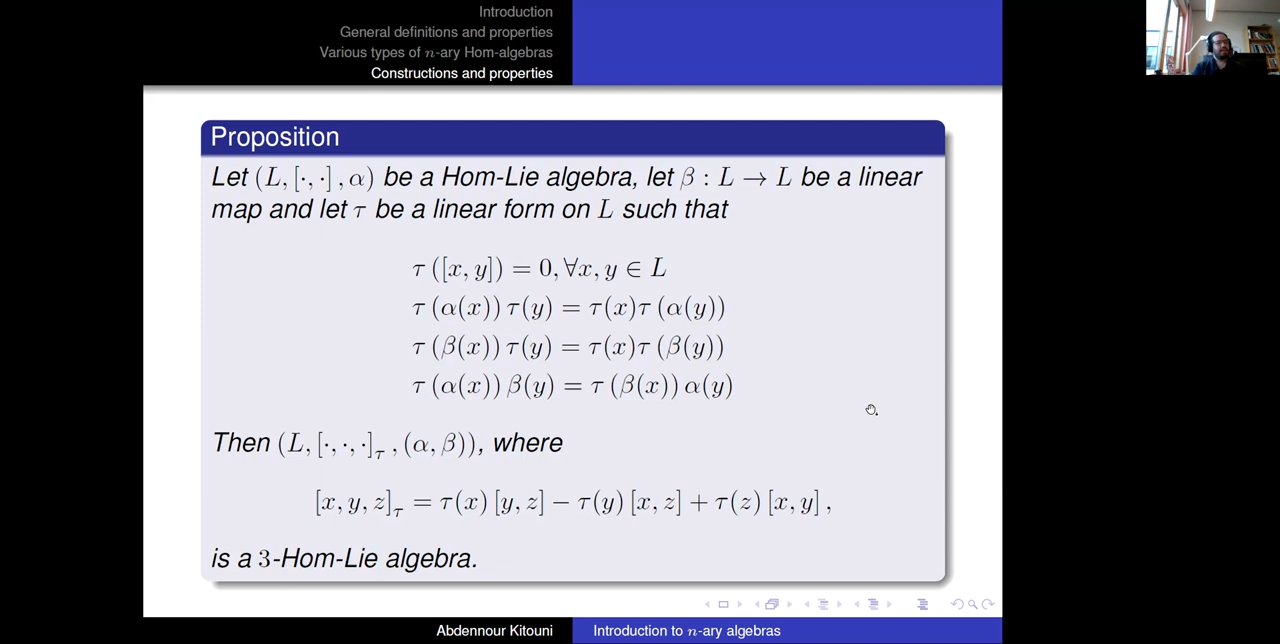 Introduction
General definitions and properties
Various types of n-ary Hom-algebras
Constructions and properties
Proposition
Let (L, [·, ·], α) be a Hom-Lie algebra, let β : L → L be a linear
map and let τ be a linear form on L such that
τ ([x, y]) = 0, ∀x, y ∈ L
τ (α(x)) τ(y) = τ(x)τ (α(y))
τ (β(x)) τ(y) = τ(x)τ (β(y))
τ (α(x)) β(y) = τ (β(x)) α(y)
Then (L, [·, ·, ·]_τ, (α, β)), where
[x, y, z]_τ = τ(x) [y, z] − τ(y) [x, z] + τ(z) [x, y],
is a 3-Hom-Lie algebra.
Abdennour Kitouni
Introduction to n-ary algebras